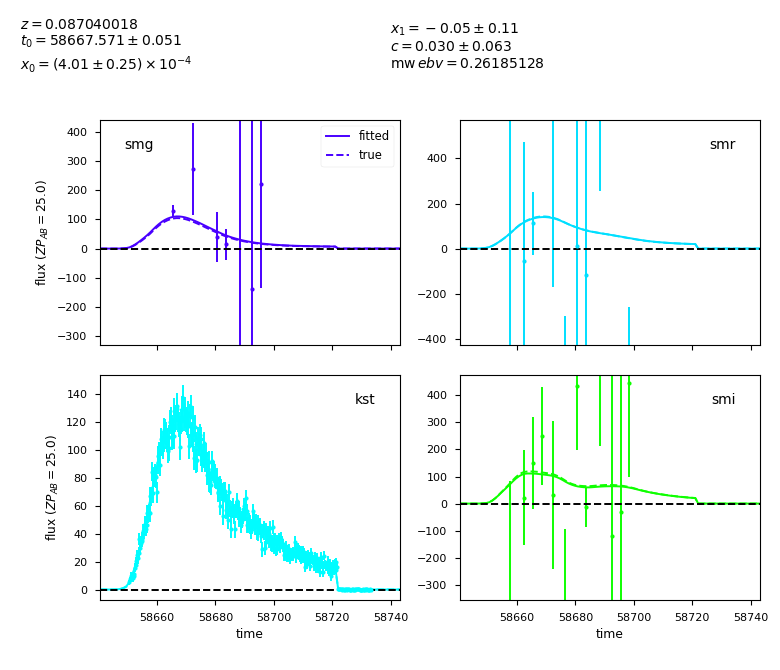 z = 0.087040018
t₀ = 58667.571 ± 0.051
x₀ = (4.01 ± 0.25) × 10⁻⁴
x₁ = −0.05 ± 0.11
c = 0.030 ± 0.063
mw ebv = 0.26185128
smg
fitted
true
400
300
200
100
0
−100
−200
−300
flux (ZP_AB = 25.0)
smr
400
200
0
−200
−400
kst
140
120
100
80
60
40
20
0
flux (ZP_AB = 25.0)
58660 58680 58700 58720 58740
time
smi
400
300
200
100
0
−100
−200
−300
58660 58680 58700 58720 58740
time